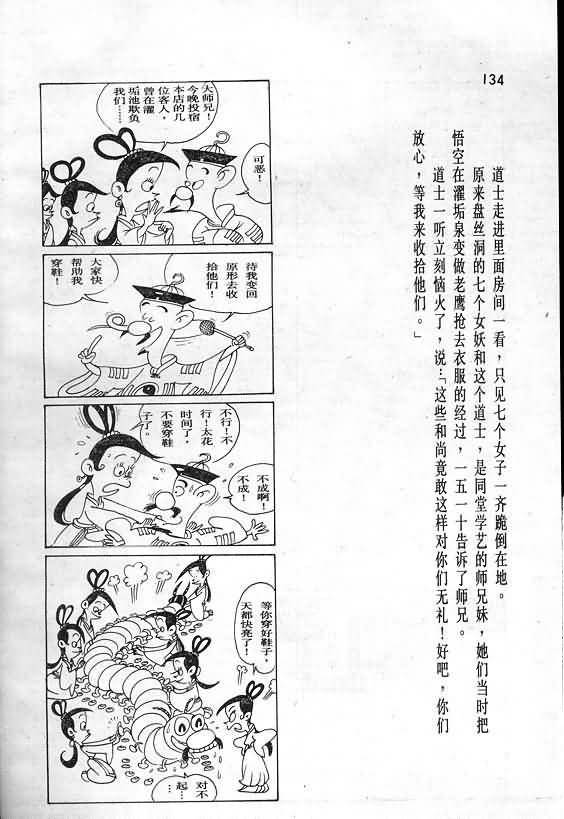 134
道士走进里面房间一看，只见七个女子一齐跪倒在地。
原来盘丝洞的七个女妖和这个道士，是同堂学艺的师兄妹，她们当时把
悟空在濯垢泉变做老鹰抢去衣服的经过，一五一十告诉了师兄。
道士一听立刻恼火了，说：「这些和尚竟敢这样对你们无礼！好吧，你们
放心，等我来收拾他们。」
大师兄！
今晚投宿
本店的几
位客人，
曾在濯
垢池欺负
我们……
可恶！
待我变回
原形去收
拾他们！
大家快
帮助我
穿鞋！
不行！不
行！太花
时间了，
不要穿鞋
子了。
不成啊！
不成！
等你穿好鞋子，
天都快亮了！
对不
起…